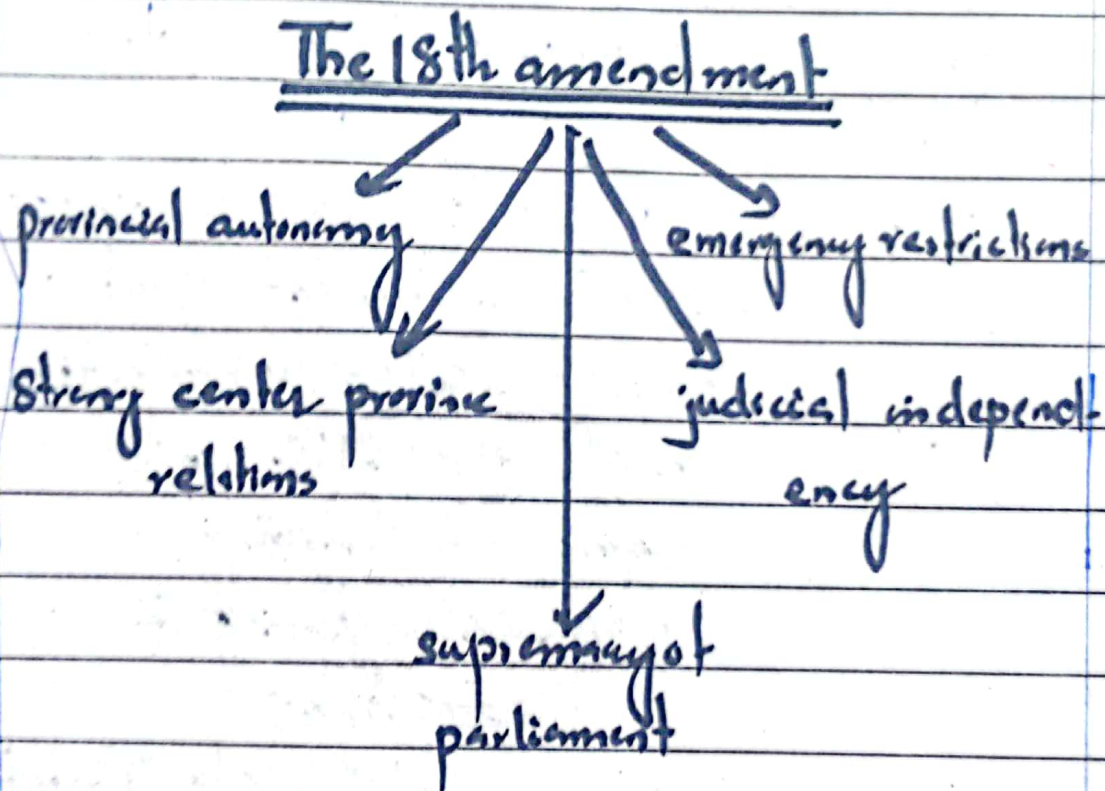 The 18th amendment
provincial autonomy
emergency restrictions
strong center province
relations
judicial independ-
ency
supremacy of
parliament